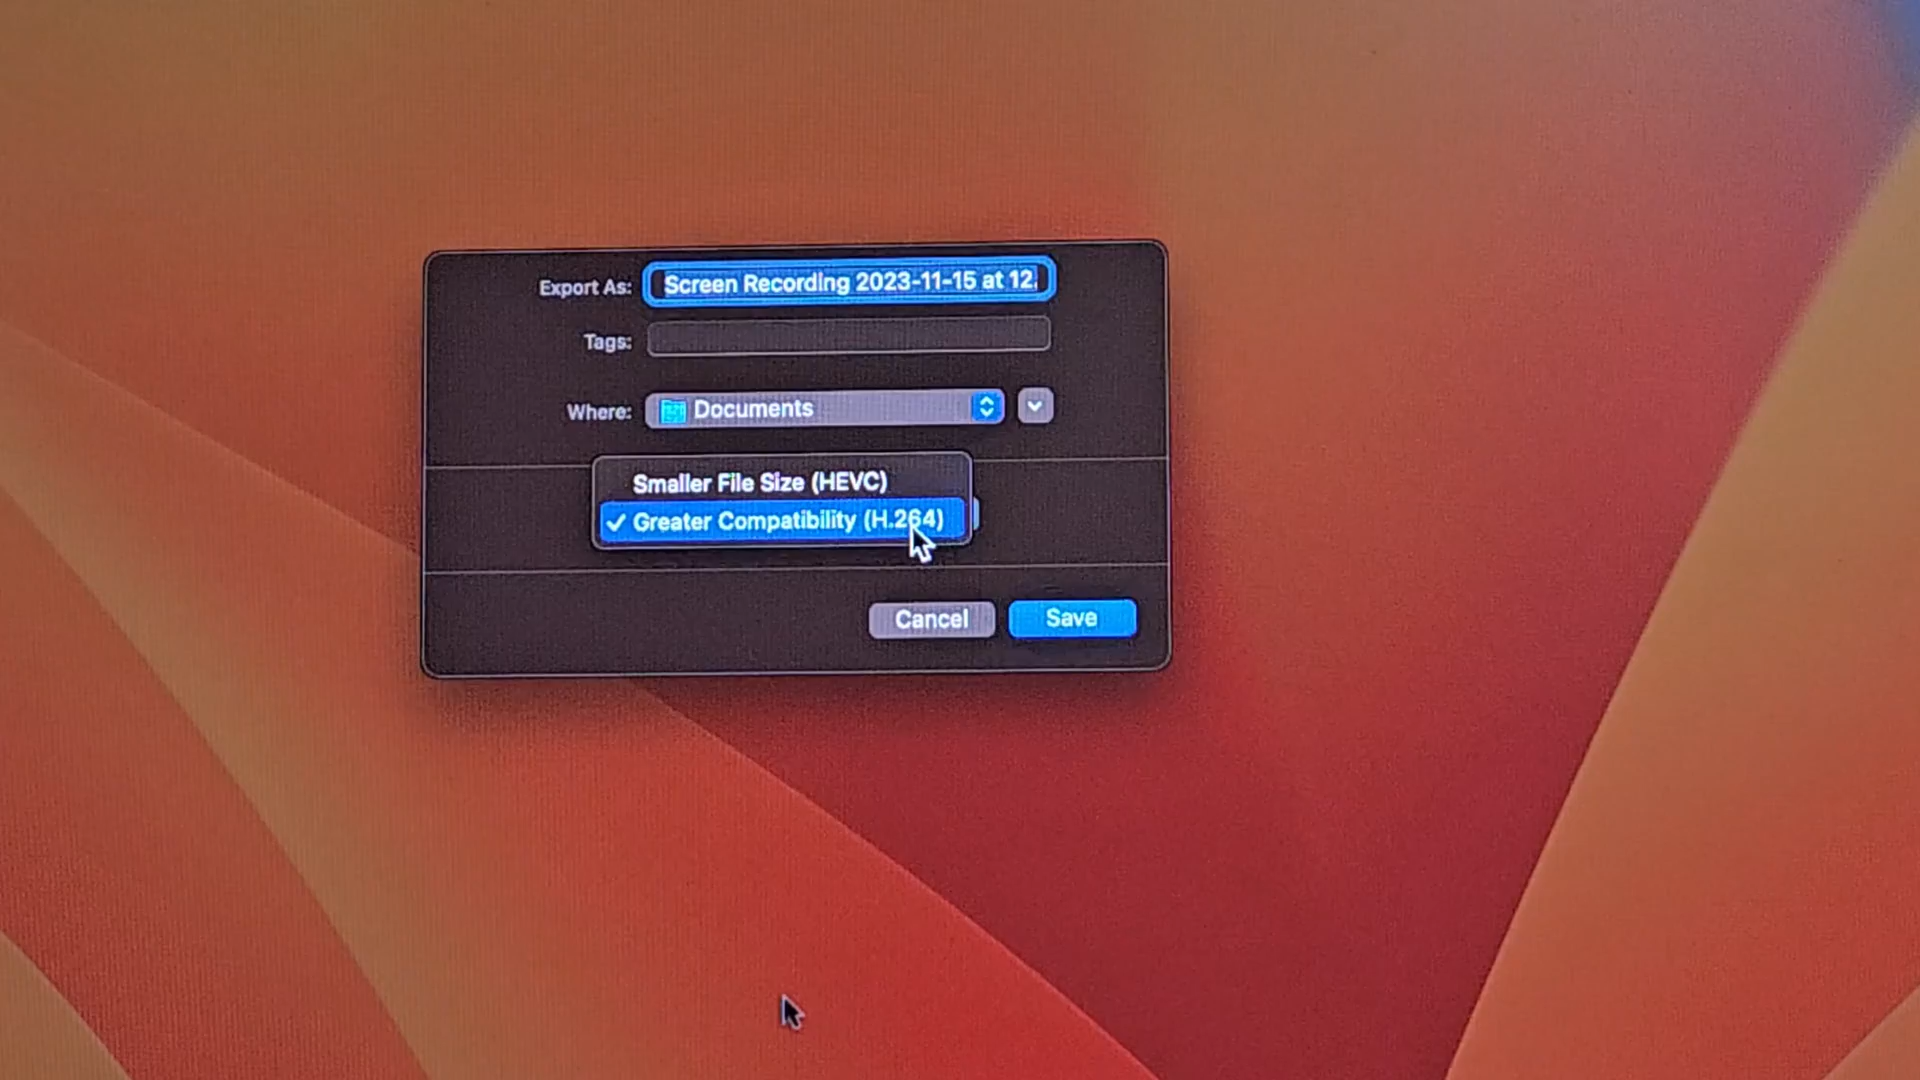 Export As: Screen Recording 2023-11-15 at 12.
Tags:
Where: Documents
Smaller File Size (HEVC)
✓ Greater Compatibility (H.264)
Cancel Save